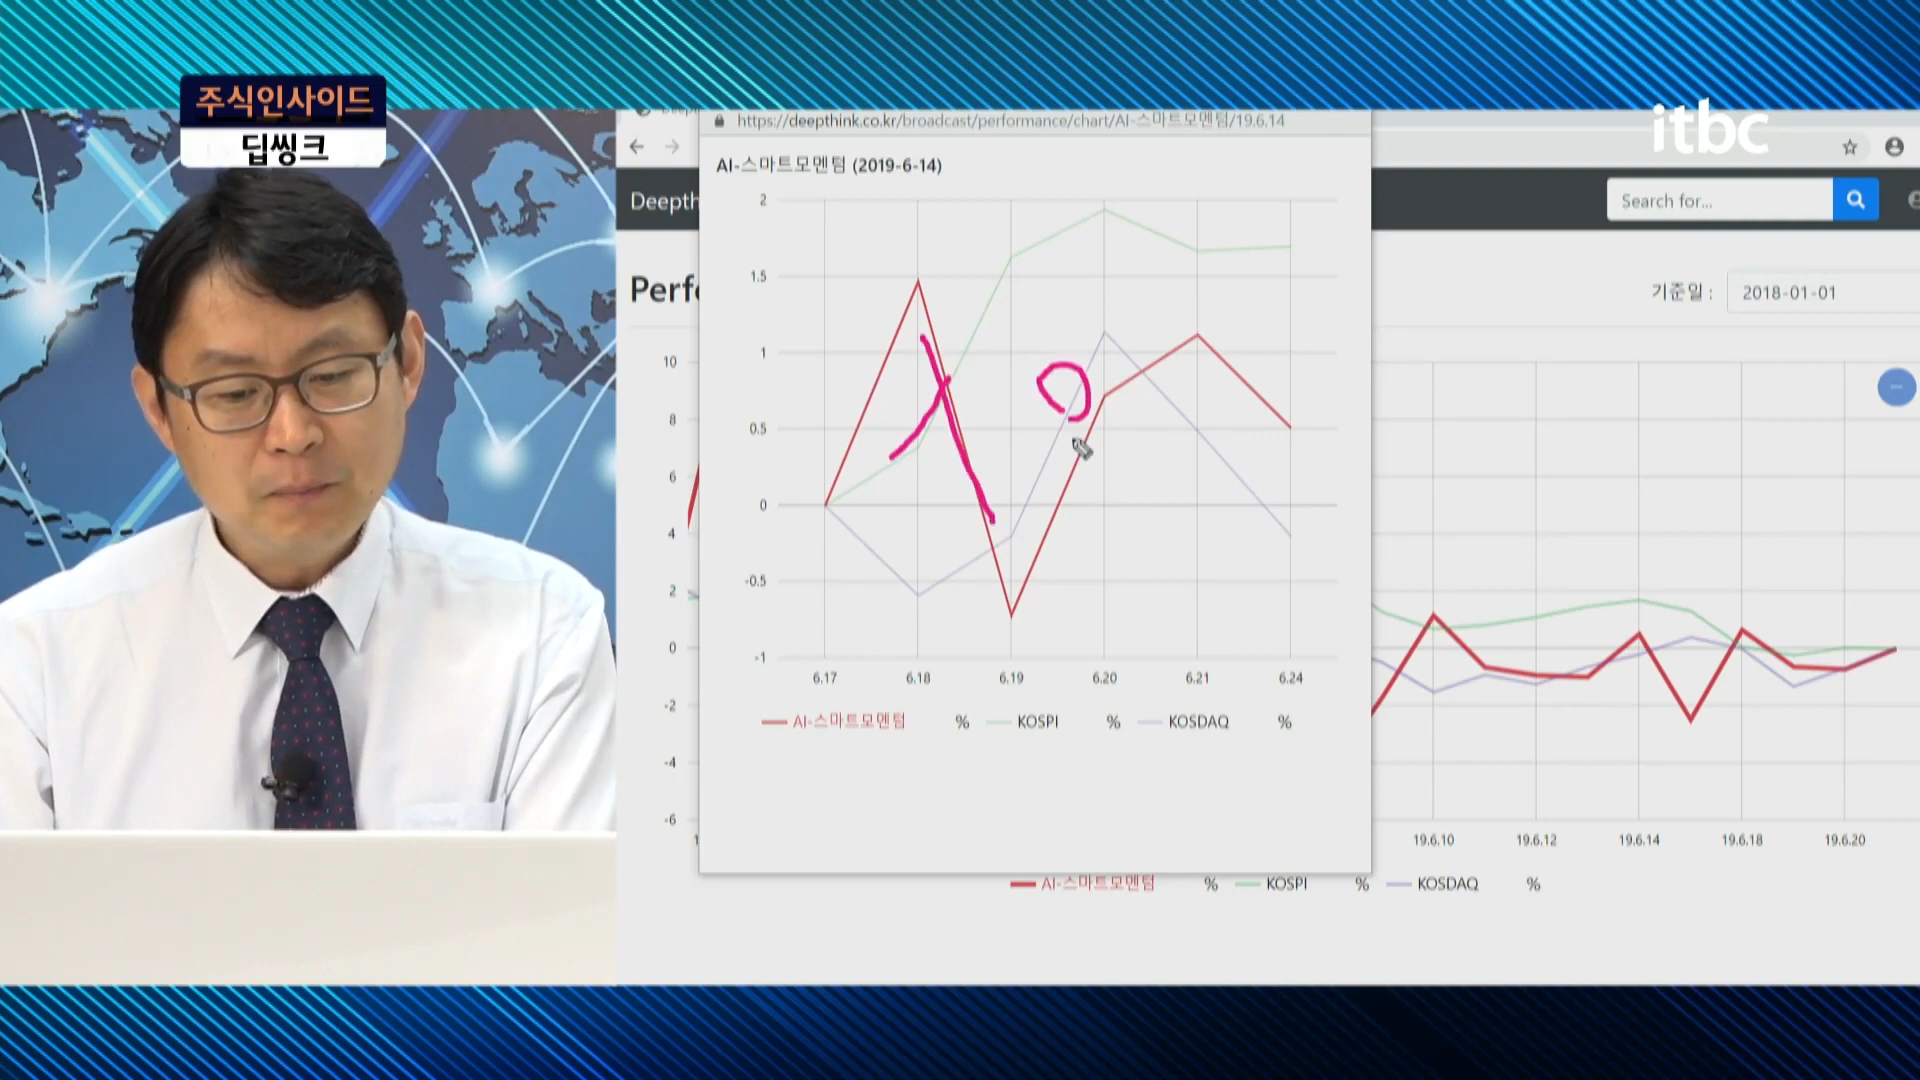 주식인사이드
딥씽크
itbc
https://deepthink.co.kr/broadcast/performance/chart/AI-스마트모멘텀/19.6.14
AI-스마트모멘텀 (2019-6-14)
2
1.5
1
0.5
0
-0.5
-1
6.17 6.18 6.19 6.20 6.21 6.24
AI-스마트모멘텀 % KOSPI % KOSDAQ %
Search for...
기준일 : 2018-01-01
10
8
6
4
2
0
-2
-4
-6
19.6.10 19.6.12 19.6.14 19.6.18 19.6.20
AI-스마트모멘텀 % KOSPI % KOSDAQ %